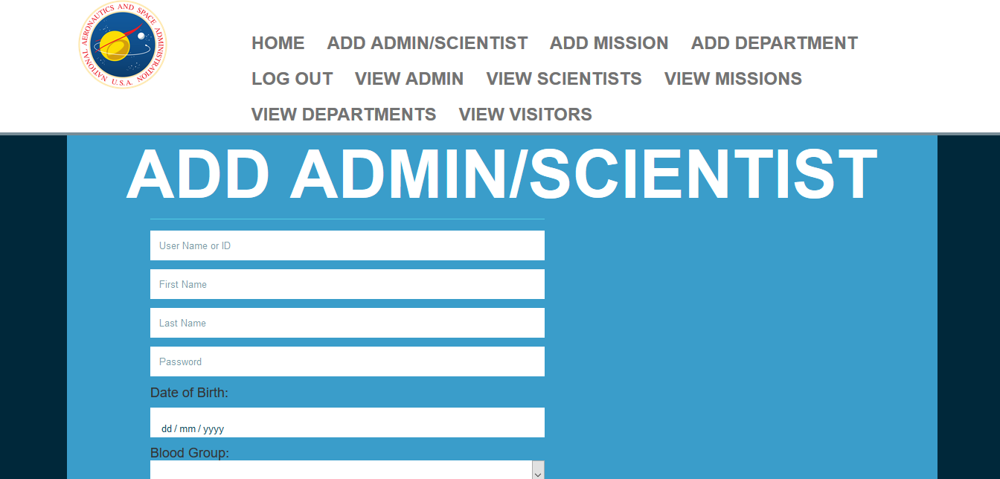 NATIONAL AERONAUTICS AND SPACE ADMINISTRATION
U.S.A.
HOME ADD ADMIN/SCIENTIST ADD MISSION ADD DEPARTMENT
LOG OUT VIEW ADMIN VIEW SCIENTISTS VIEW MISSIONS
VIEW DEPARTMENTS VIEW VISITORS
ADD ADMIN/SCIENTIST
User Name or ID
First Name
Last Name
Password
Date of Birth:
dd / mm / yyyy
Blood Group: